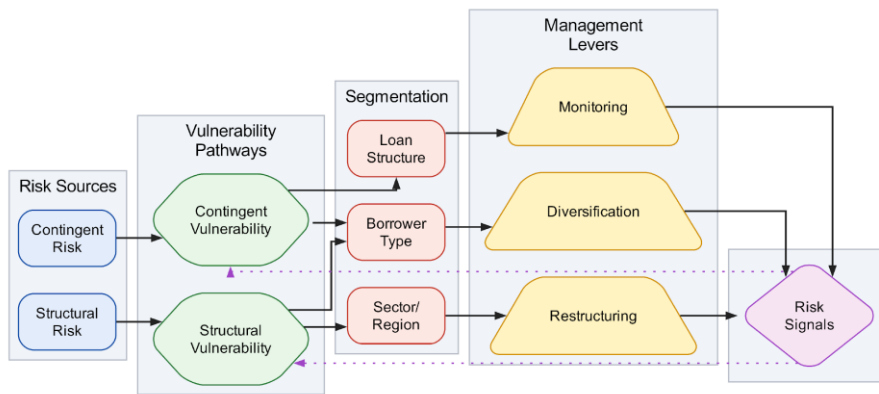 Management
Levers
Segmentation
Monitoring
Vulnerability
Pathways
Loan
Structure
Risk Sources
Contingent
Risk
Contingent
Vulnerability
Borrower
Type
Diversification
Structural
Risk
Structural
Vulnerability
Sector/
Region
Restructuring
Risk
Signals